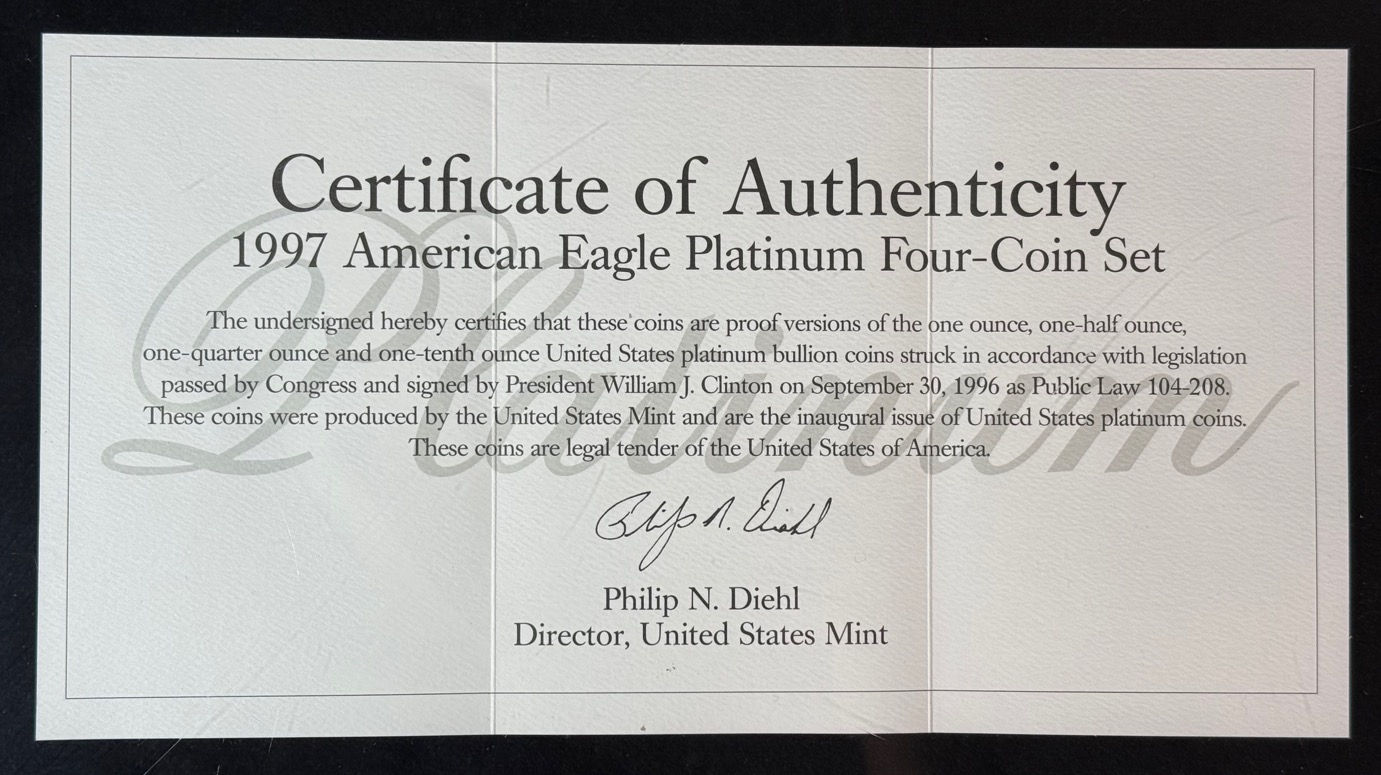 Certificate of Authenticity
1997 American Eagle Platinum Four-Coin Set
Platinum
The undersigned hereby certifies that these coins are proof versions of the one ounce, one-half ounce,
one-quarter ounce and one-tenth ounce United States platinum bullion coins struck in accordance with legislation
passed by Congress and signed by President William J. Clinton on September 30, 1996 as Public Law 104-208.
These coins were produced by the United States Mint and are the inaugural issue of United States platinum coins.
These coins are legal tender of the United States of America.
Philip N. Diehl
Philip N. Diehl
Director, United States Mint